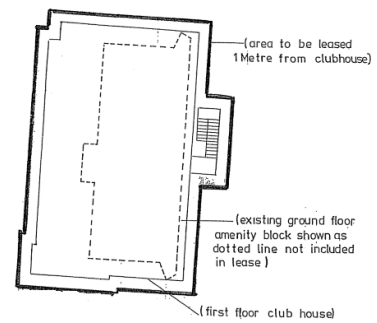 (area to be leased
1 Metre from clubhouse)
(existing ground floor
amenity block shown as
dotted line not included
in lease)
(first floor club house)